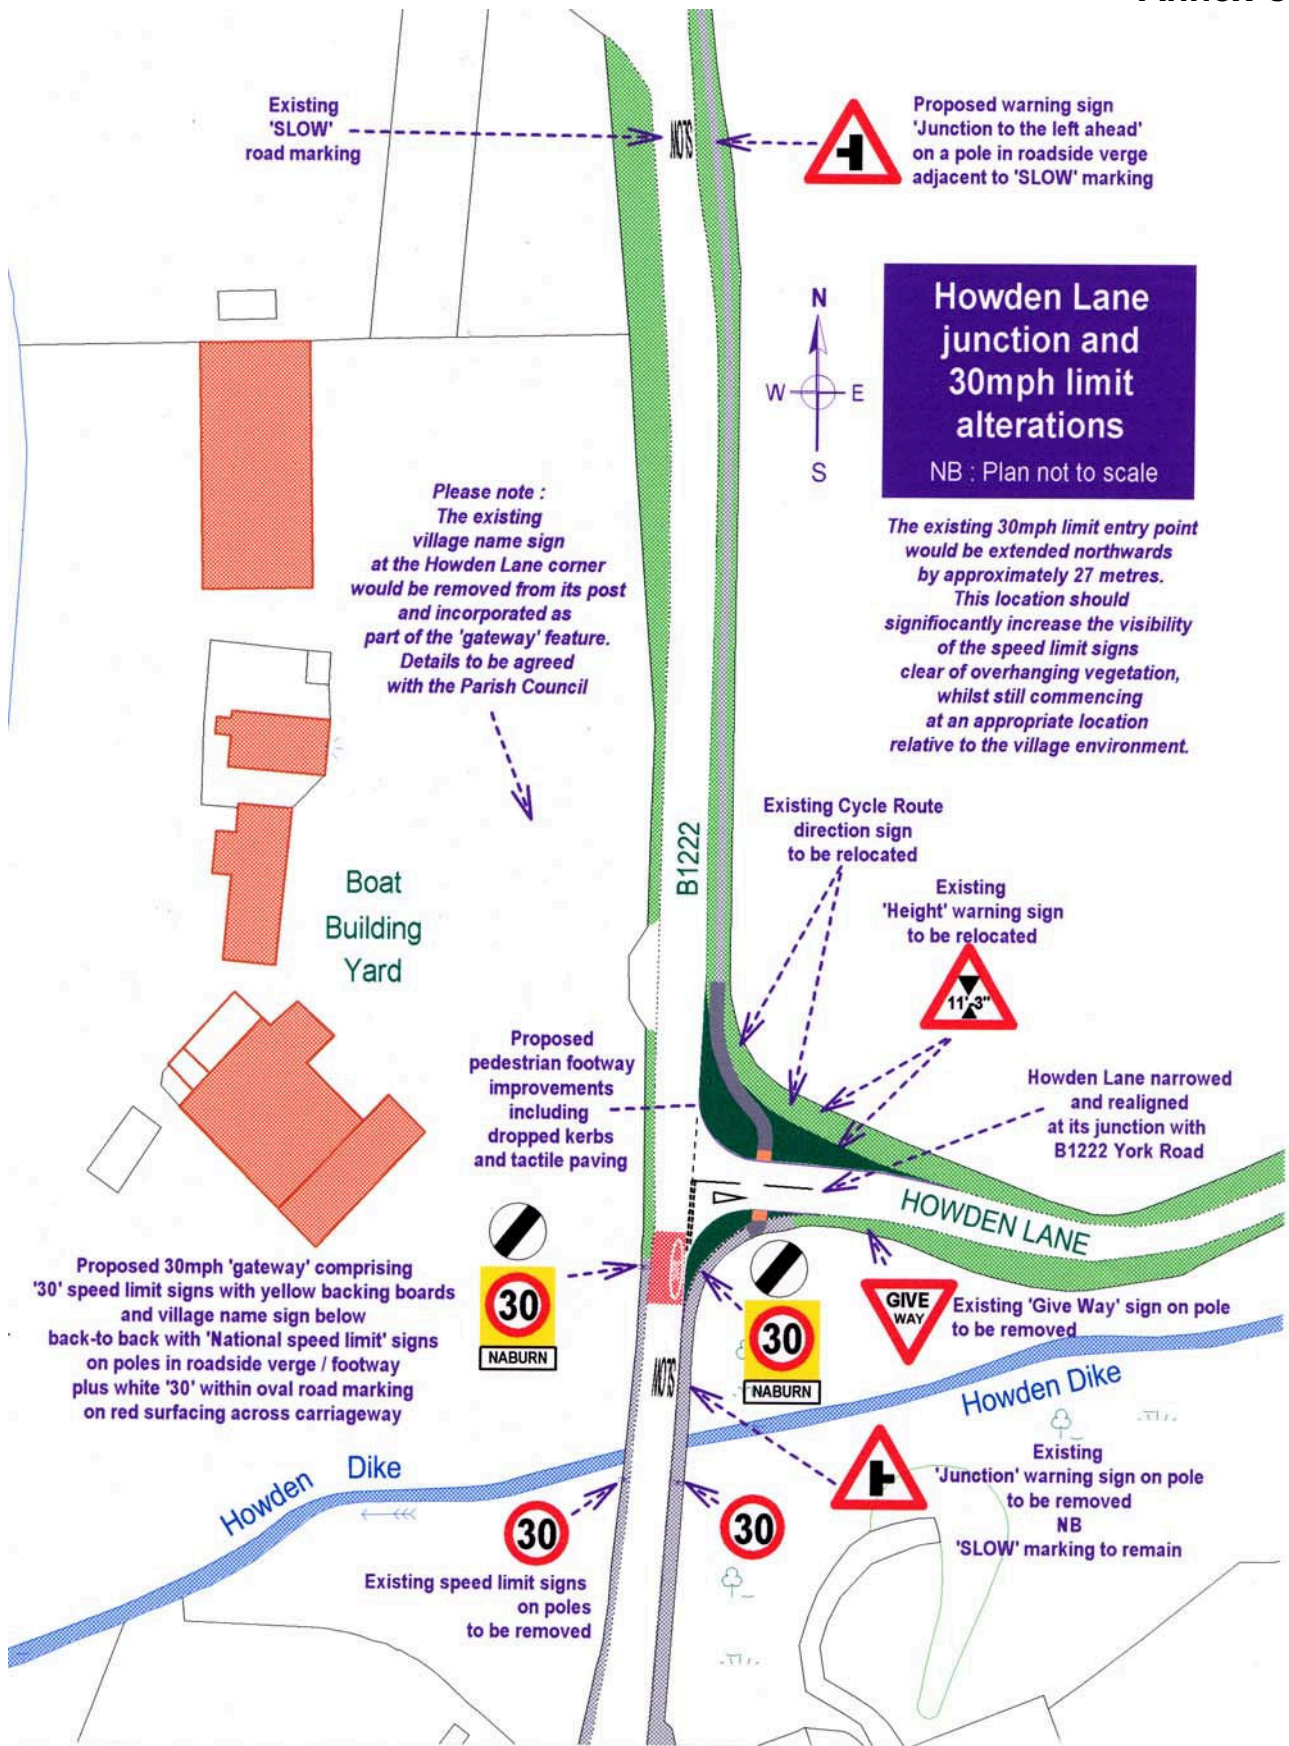 Existing
'SLOW'
road marking
SLOW
Proposed warning sign
'Junction to the left ahead'
on a pole in roadside verge
adjacent to 'SLOW' marking
N
W
E
S
Howden Lane
junction and
30mph limit
alterations
NB : Plan not to scale
Please note :
The existing
village name sign
at the Howden Lane corner
would be removed from its post
and incorporated as
part of the 'gateway' feature.
Details to be agreed
with the Parish Council
The existing 30mph limit entry point
would be extended northwards
by approximately 27 metres.
This location should
signifiocantly increase the visibility
of the speed limit signs
clear of overhanging vegetation,
whilst still commencing
at an appropriate location
relative to the village environment.
B1222
Existing Cycle Route
direction sign
to be relocated
Existing
'Height' warning sign
to be relocated
11'-3"
Boat
Building
Yard
Proposed
pedestrian footway
improvements
including
dropped kerbs
and tactile paving
Howden Lane narrowed
and realigned
at its junction with
B1222 York Road
HOWDEN LANE
Proposed 30mph 'gateway' comprising
'30' speed limit signs with yellow backing boards
and village name sign below
back-to back with 'National speed limit' signs
on poles in roadside verge / footway
plus white '30' within oval road marking
on red surfacing across carriageway
30
NABURN
30
NABURN
GIVE
WAY
Existing 'Give Way' sign on pole
to be removed
SLOW
Howden Dike
Howden Dike
Existing
'Junction' warning sign on pole
to be removed
NB
'SLOW' marking to remain
30
30
Existing speed limit signs
on poles
to be removed